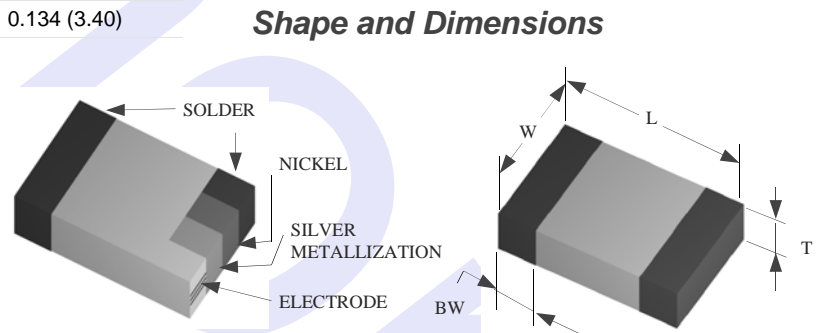 0.134 (3.40)
Shape and Dimensions
SOLDER
NICKEL
SILVER
METALLIZATION
ELECTRODE
W
L
T
BW